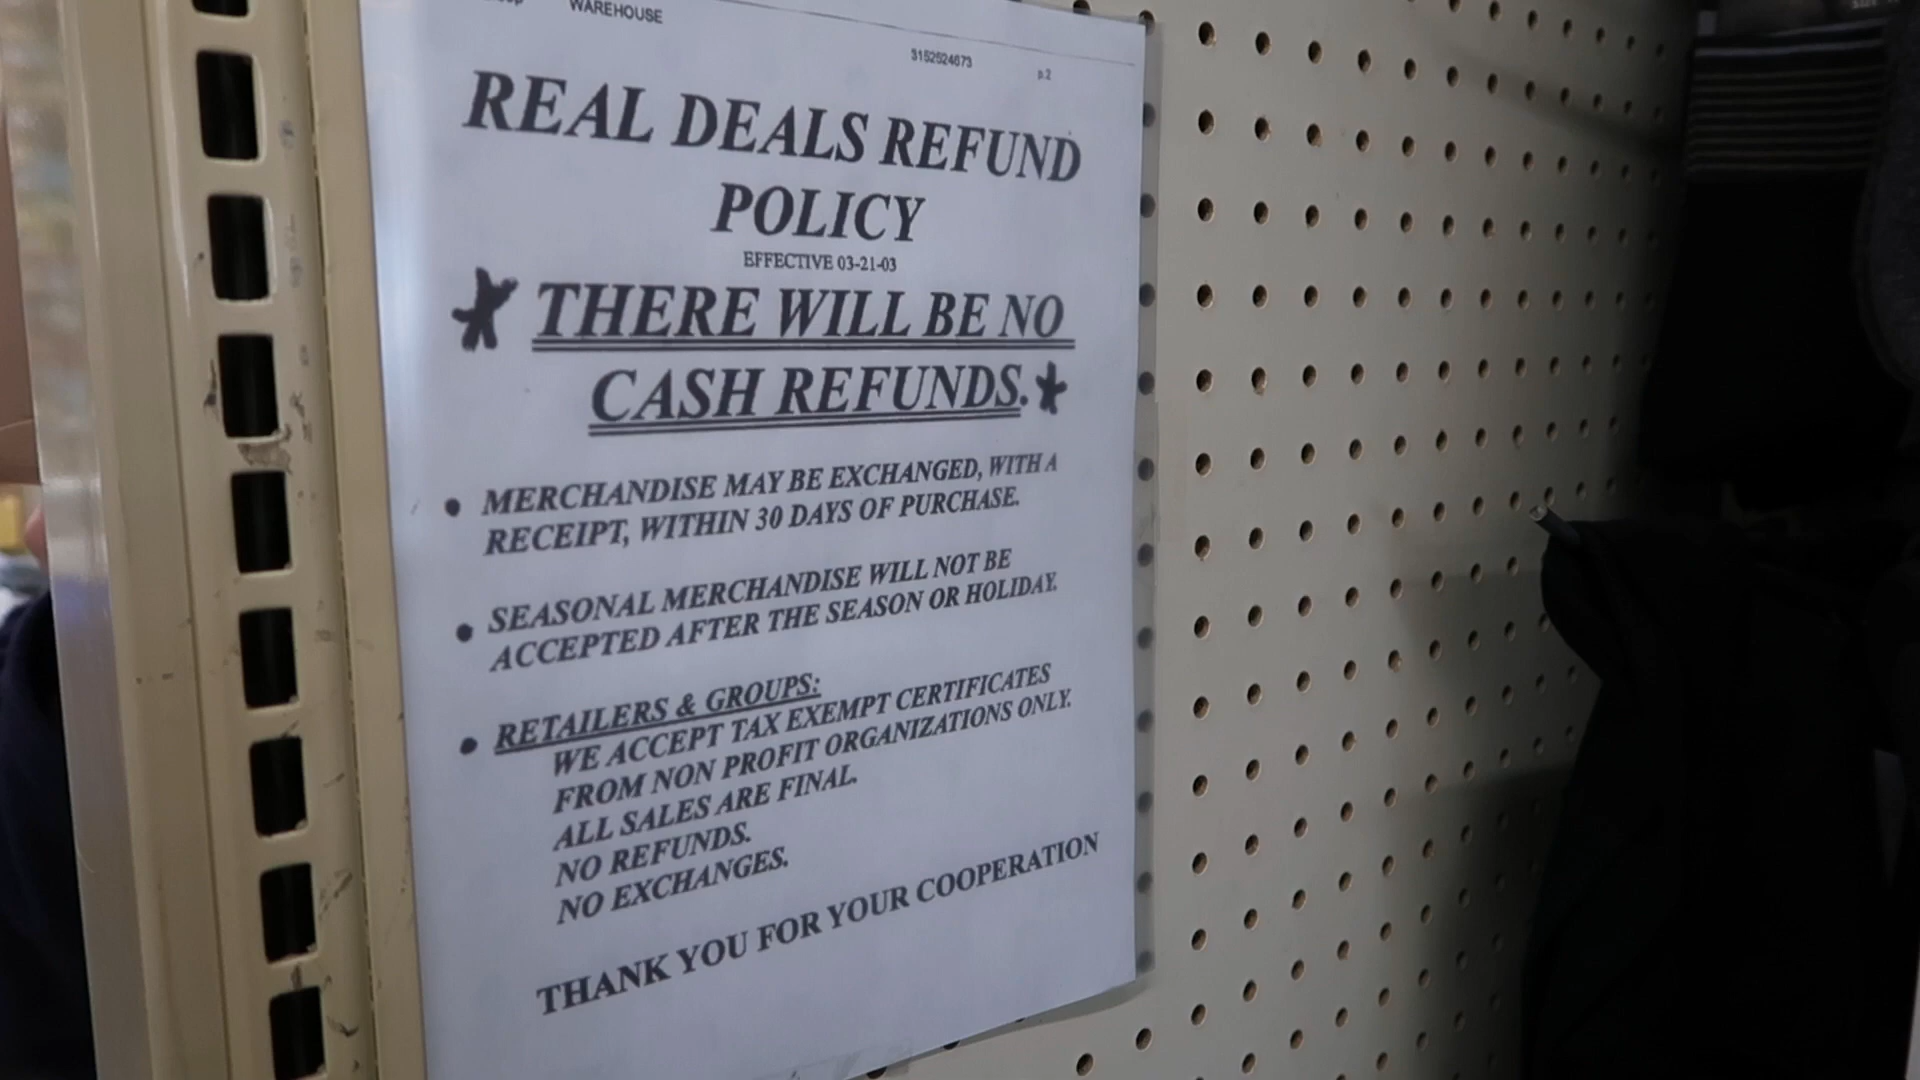 WAREHOUSE
3152524673 p.2
REAL DEALS REFUND
POLICY
EFFECTIVE 03-21-03
THERE WILL BE NO
CASH REFUNDS.
• MERCHANDISE MAY BE EXCHANGED, WITH A
RECEIPT, WITHIN 30 DAYS OF PURCHASE.
• SEASONAL MERCHANDISE WILL NOT BE
ACCEPTED AFTER THE SEASON OR HOLIDAY.
• RETAILERS & GROUPS:
WE ACCEPT TAX EXEMPT CERTIFICATES
FROM NON PROFIT ORGANIZATIONS ONLY.
ALL SALES ARE FINAL.
NO REFUNDS.
NO EXCHANGES.
THANK YOU FOR YOUR COOPERATION